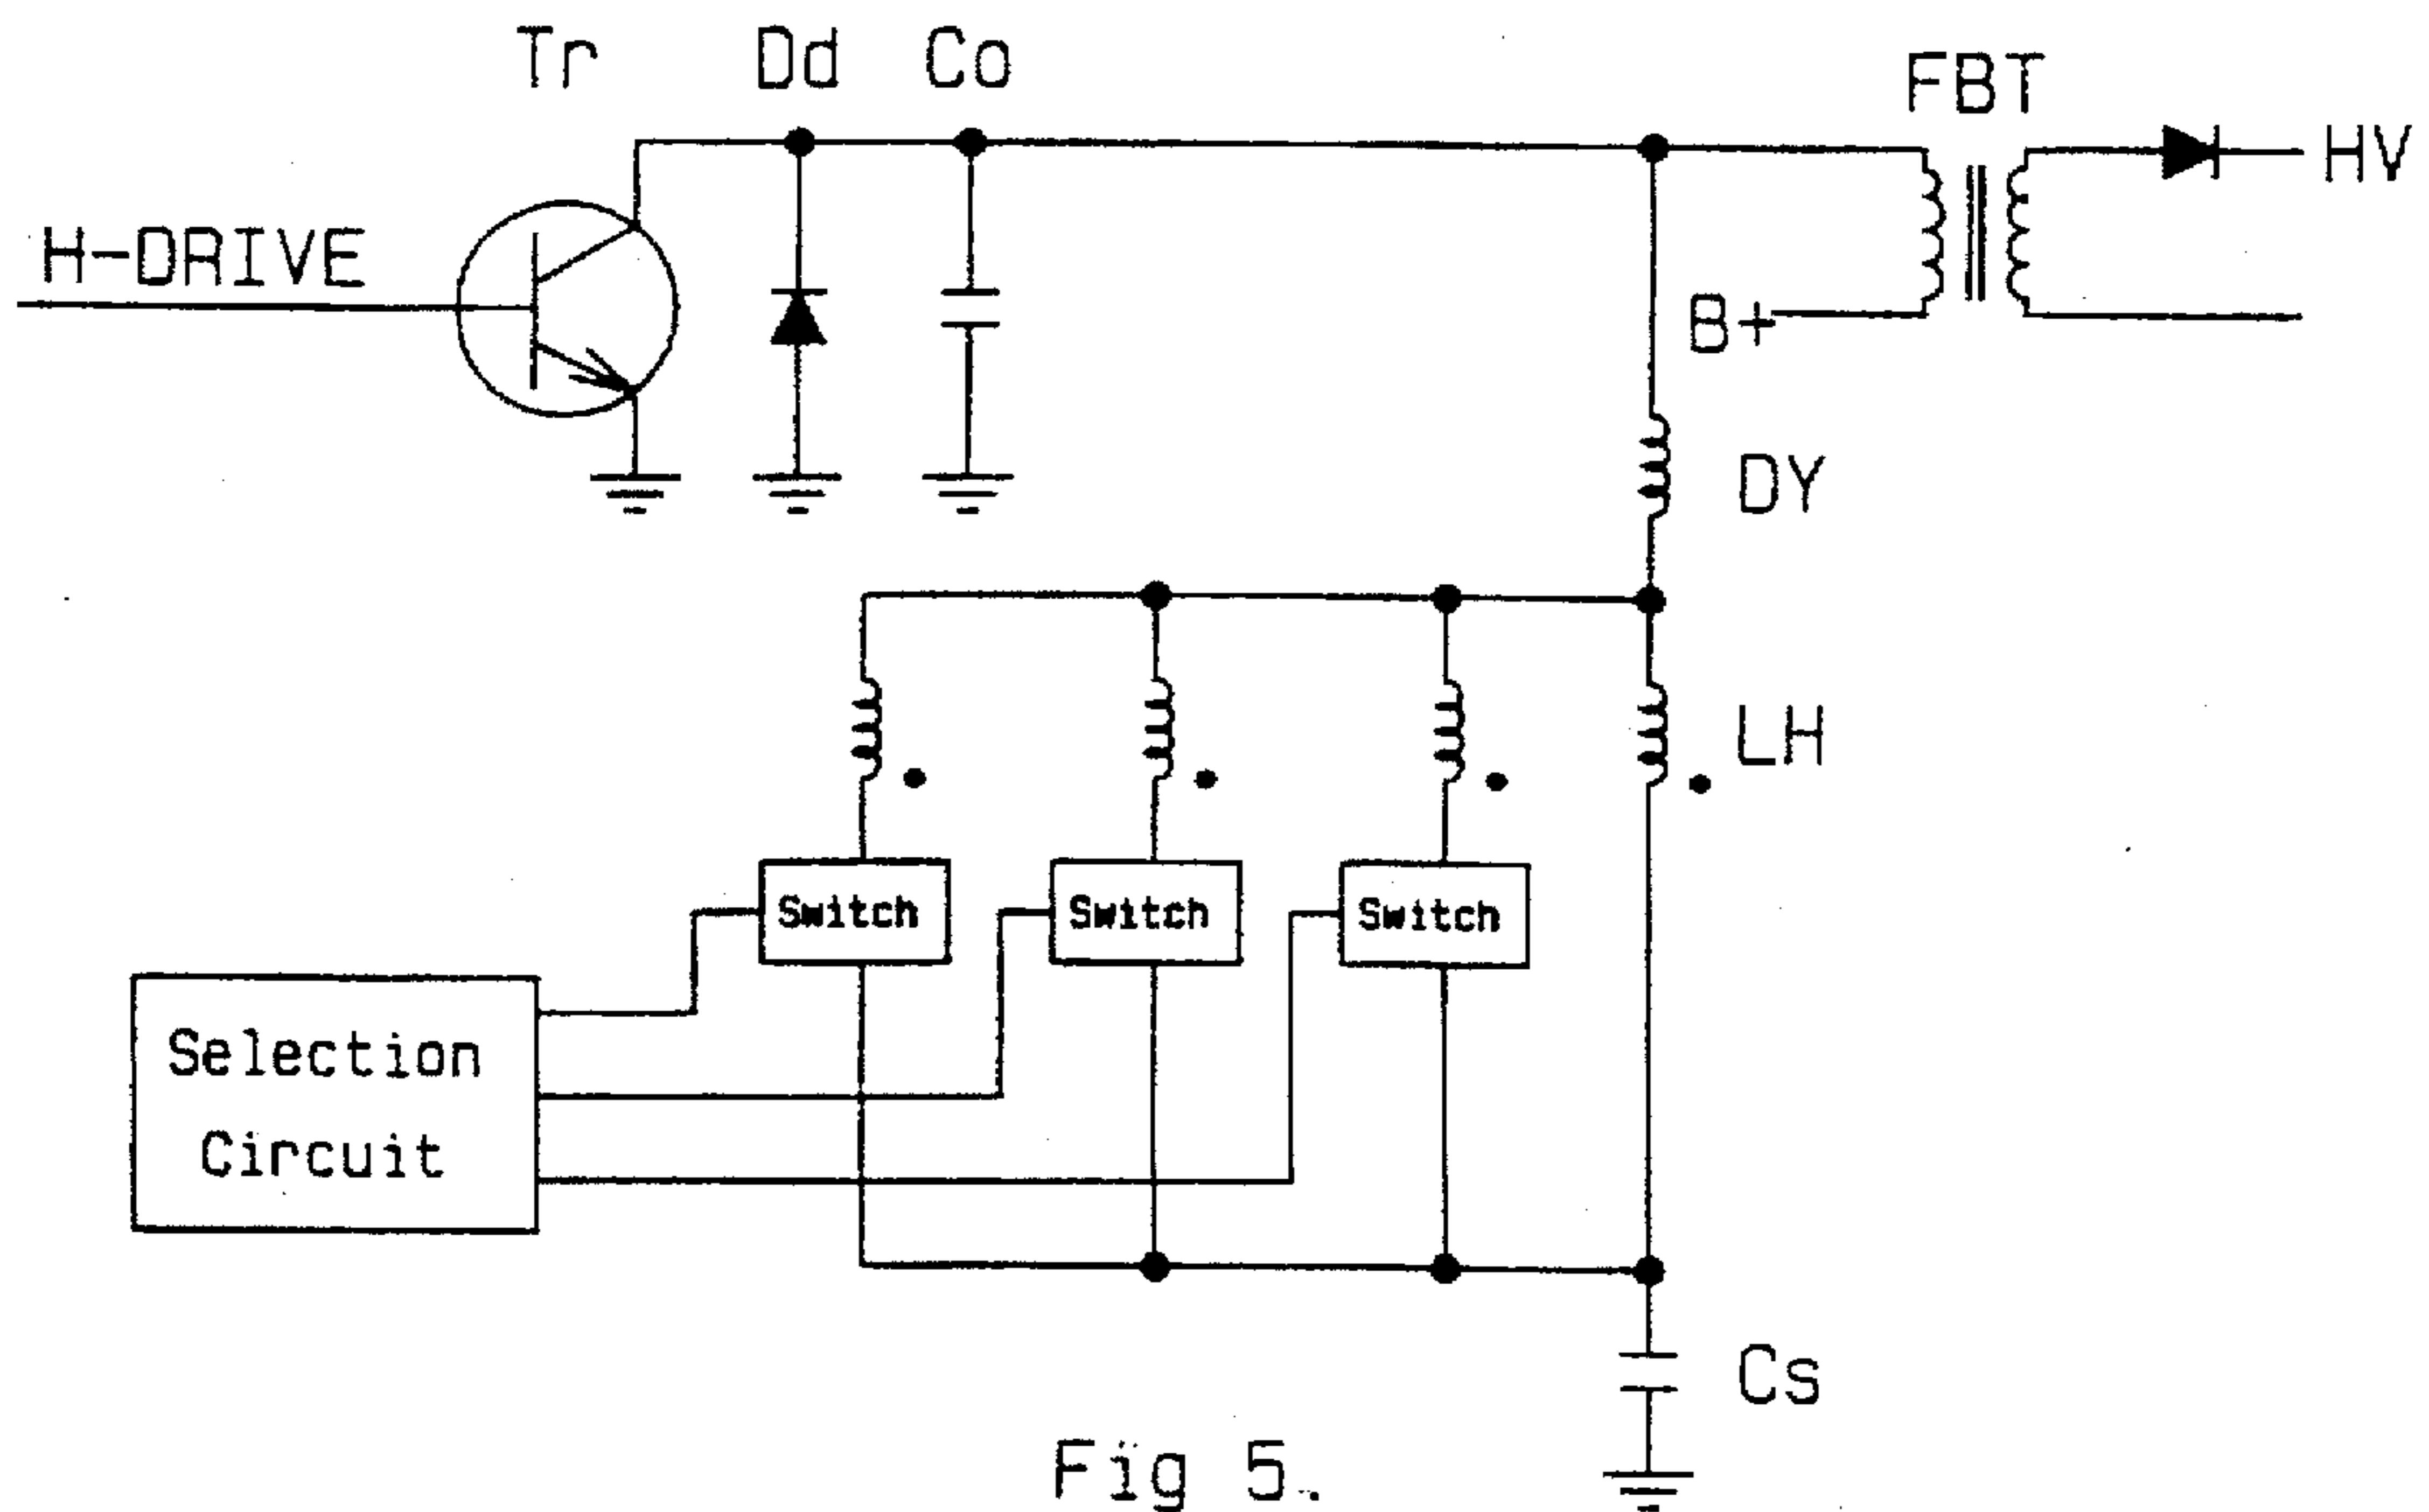 Tr
Dd
Co
FBT
HV
H-DRIVE
B+
DY
LH
Switch
Switch
Switch
Selection
Circuit
Cs
Fig 5.